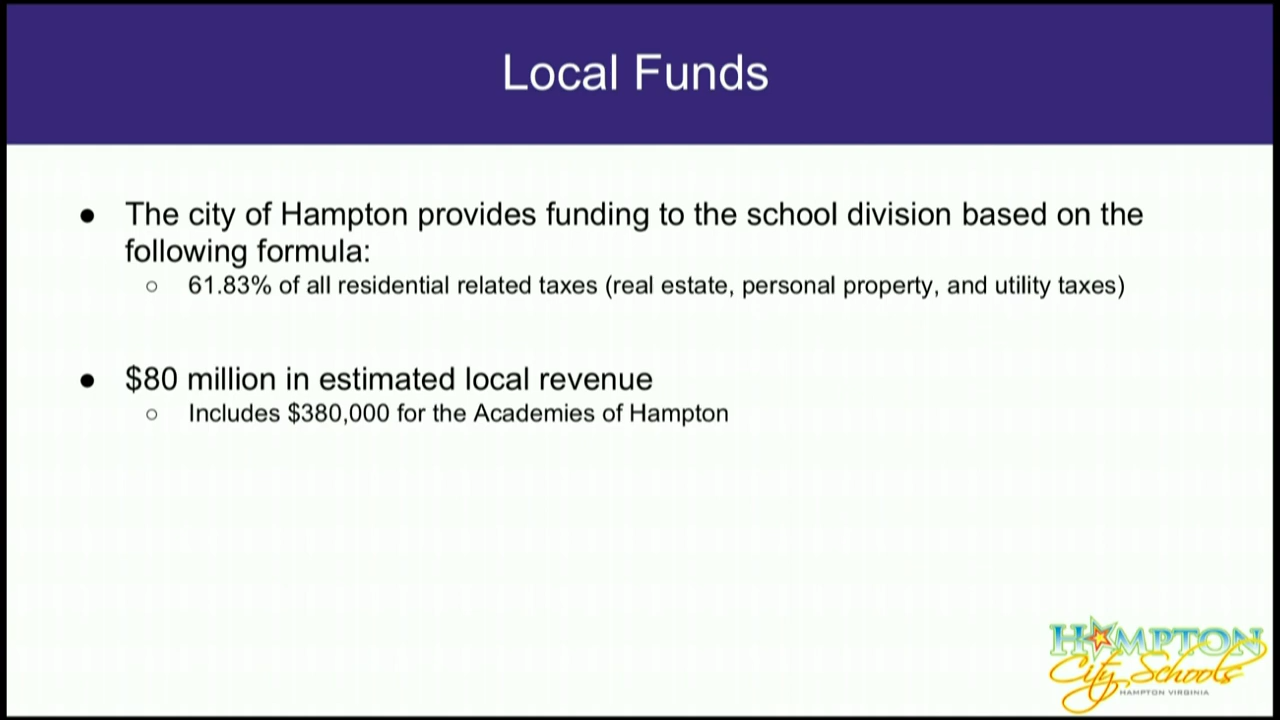 Local Funds
● The city of Hampton provides funding to the school division based on the
following formula:
○ 61.83% of all residential related taxes (real estate, personal property, and utility taxes)
● $80 million in estimated local revenue
○ Includes $380,000 for the Academies of Hampton
HAMPTON
City Schools
HAMPTON VIRGINIA